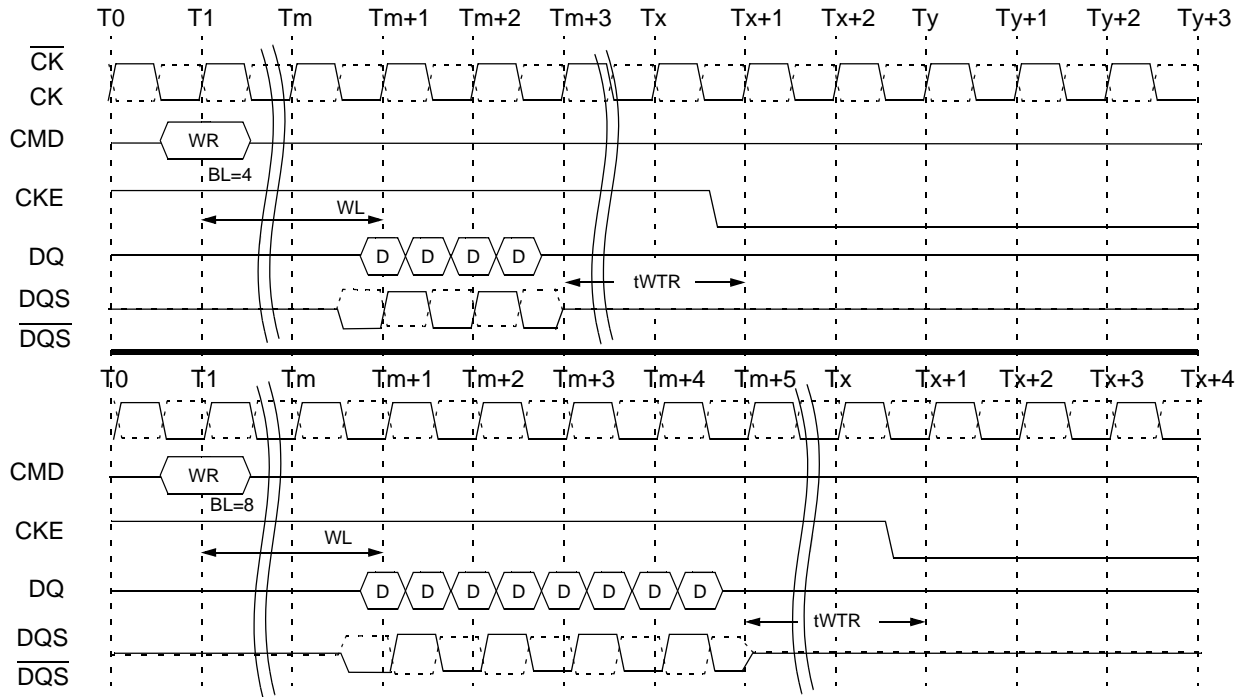 T0 T1 Tm Tm+1 Tm+2 Tm+3 Tx Tx+1 Tx+2 Ty Ty+1 Ty+2 Ty+3
CK
CK
CMD WR
BL=4
CKE
WL
DQ D D D D
tWTR
DQS
DQS
T0 T1 Tm Tm+1 Tm+2 Tm+3 Tm+4 Tm+5 Tx Tx+1 Tx+2 Tx+3 Tx+4
CMD WR
BL=8
CKE
WL
DQ D D D D D D D D
tWTR
DQS
DQS